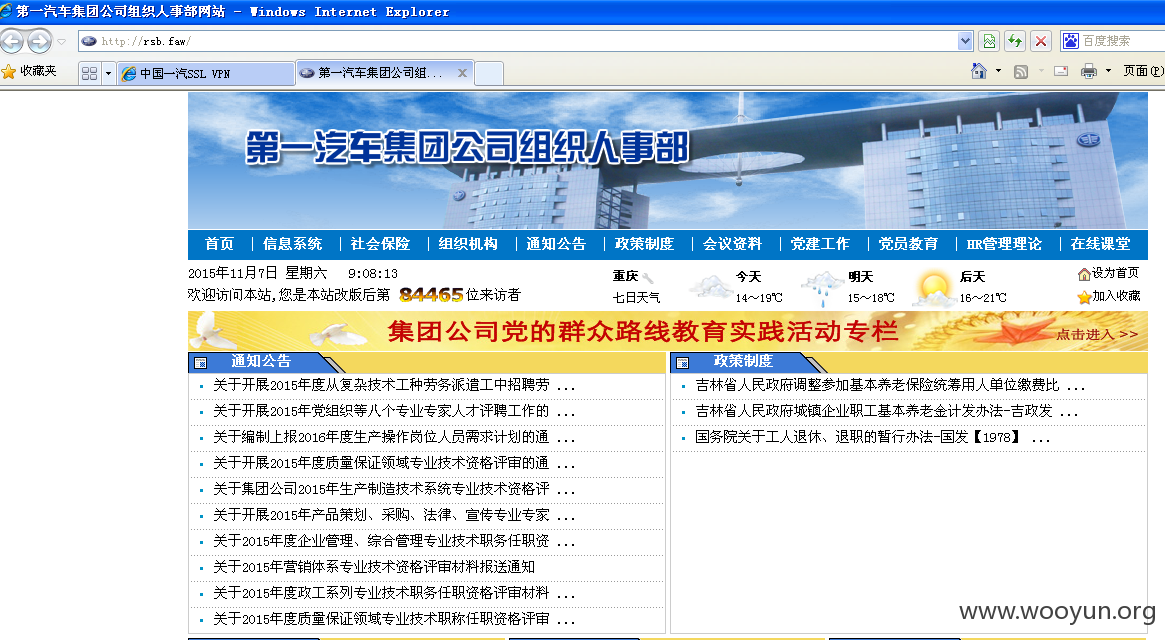 第一汽车集团公司组织人事部网站 - Windows Internet Explorer
http://rsb.faw/
百度搜索
收藏夹
中国一汽SSL VPN
第一汽车集团公司组...
页面(P)
第一汽车集团公司组织人事部
首页 | 信息系统 | 社会保险 | 组织机构 | 通知公告 | 政策制度 | 会议资料 | 党建工作 | 党员教育 | HR管理理论 | 在线课堂
2015年11月7日 星期六 9:08:13
欢迎访问本站,您是本站改版后第 84465位来访者
重庆
七日天气
今天
14~19℃
明天
15~18℃
后天
16~21℃
设为首页
加入收藏
集团公司党的群众路线教育实践活动专栏
点击进入 >>
通知公告
关于开展2015年度从复杂技术工种劳务派遣工中招聘劳 ...
关于开展2015年党组织等八个专业专家人才评聘工作的 ...
关于编制上报2016年度生产操作岗位人员需求计划的通 ...
关于开展2015年度质量保证领域专业技术资格评审的通 ...
关于集团公司2015年生产制造技术系统专业技术资格评 ...
关于开展2015年产品策划、采购、法律、宣传专业专家 ...
关于2015年度企业管理、综合管理专业技术职务任职资 ...
关于2015年营销体系专业技术资格评审材料报送通知
关于2015年度政工系列专业技术职务任职资格评审材料 ...
关于2015年度质量保证领域专业技术职称任职资格评审 ...
政策制度
吉林省人民政府调整参加基本养老保险统筹用人单位缴费比 ...
吉林省人民政府城镇企业职工基本养老金计发办法-吉政发 ...
国务院关于工人退休、退职的暂行办法-国发【1978】 ...
www.wooyun.org